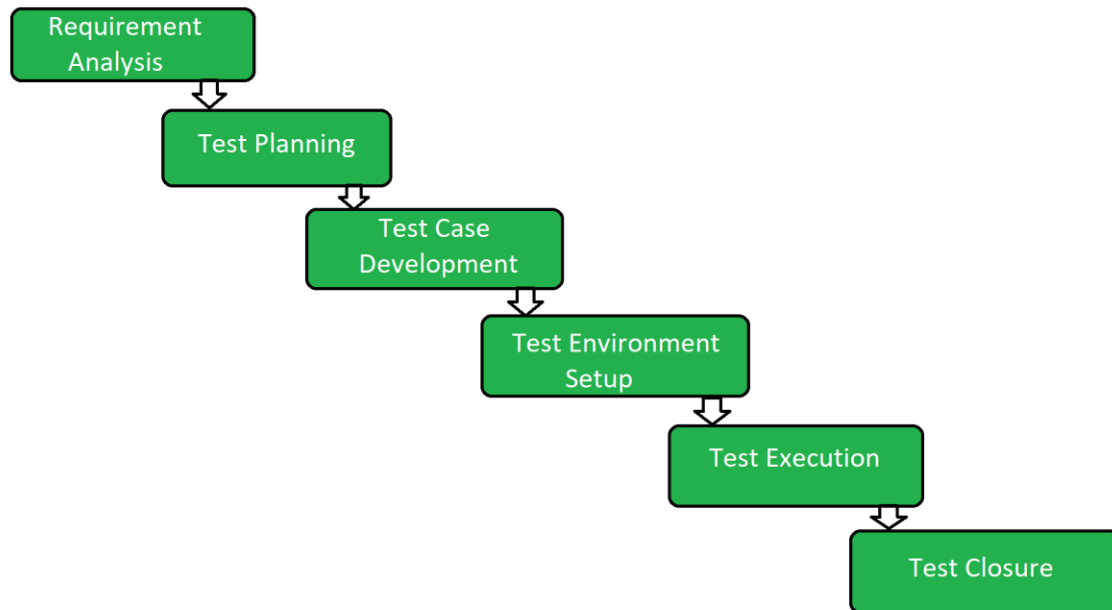 Requirement
Analysis
Test Planning
Test Case
Development
Test Environment
Setup
Test Execution
Test Closure